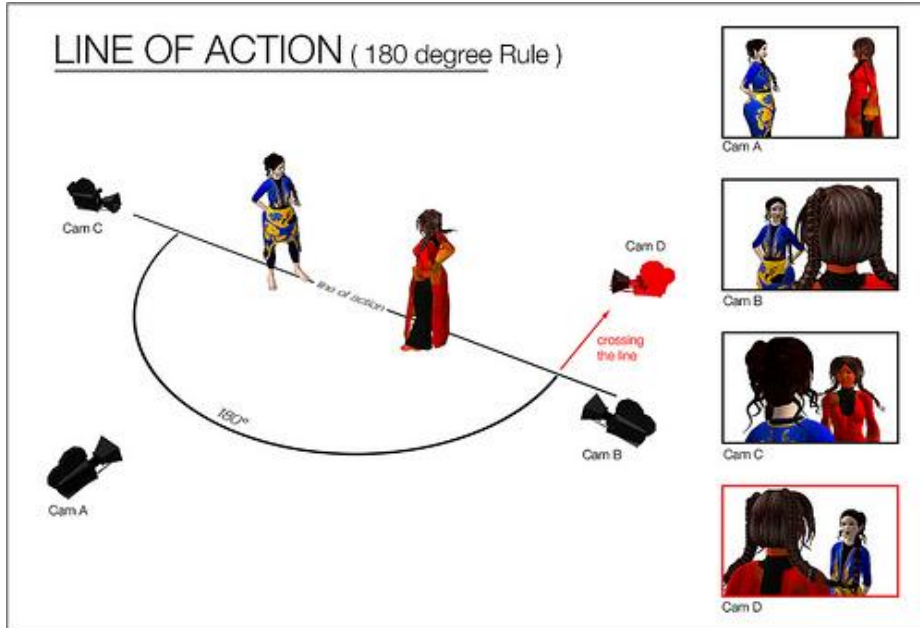 LINE OF ACTION ( 180 degree Rule )
Cam A
Cam C
Cam D
line of action
crossing
the line
Cam B
180º
Cam B
Cam A
Cam C
Cam D